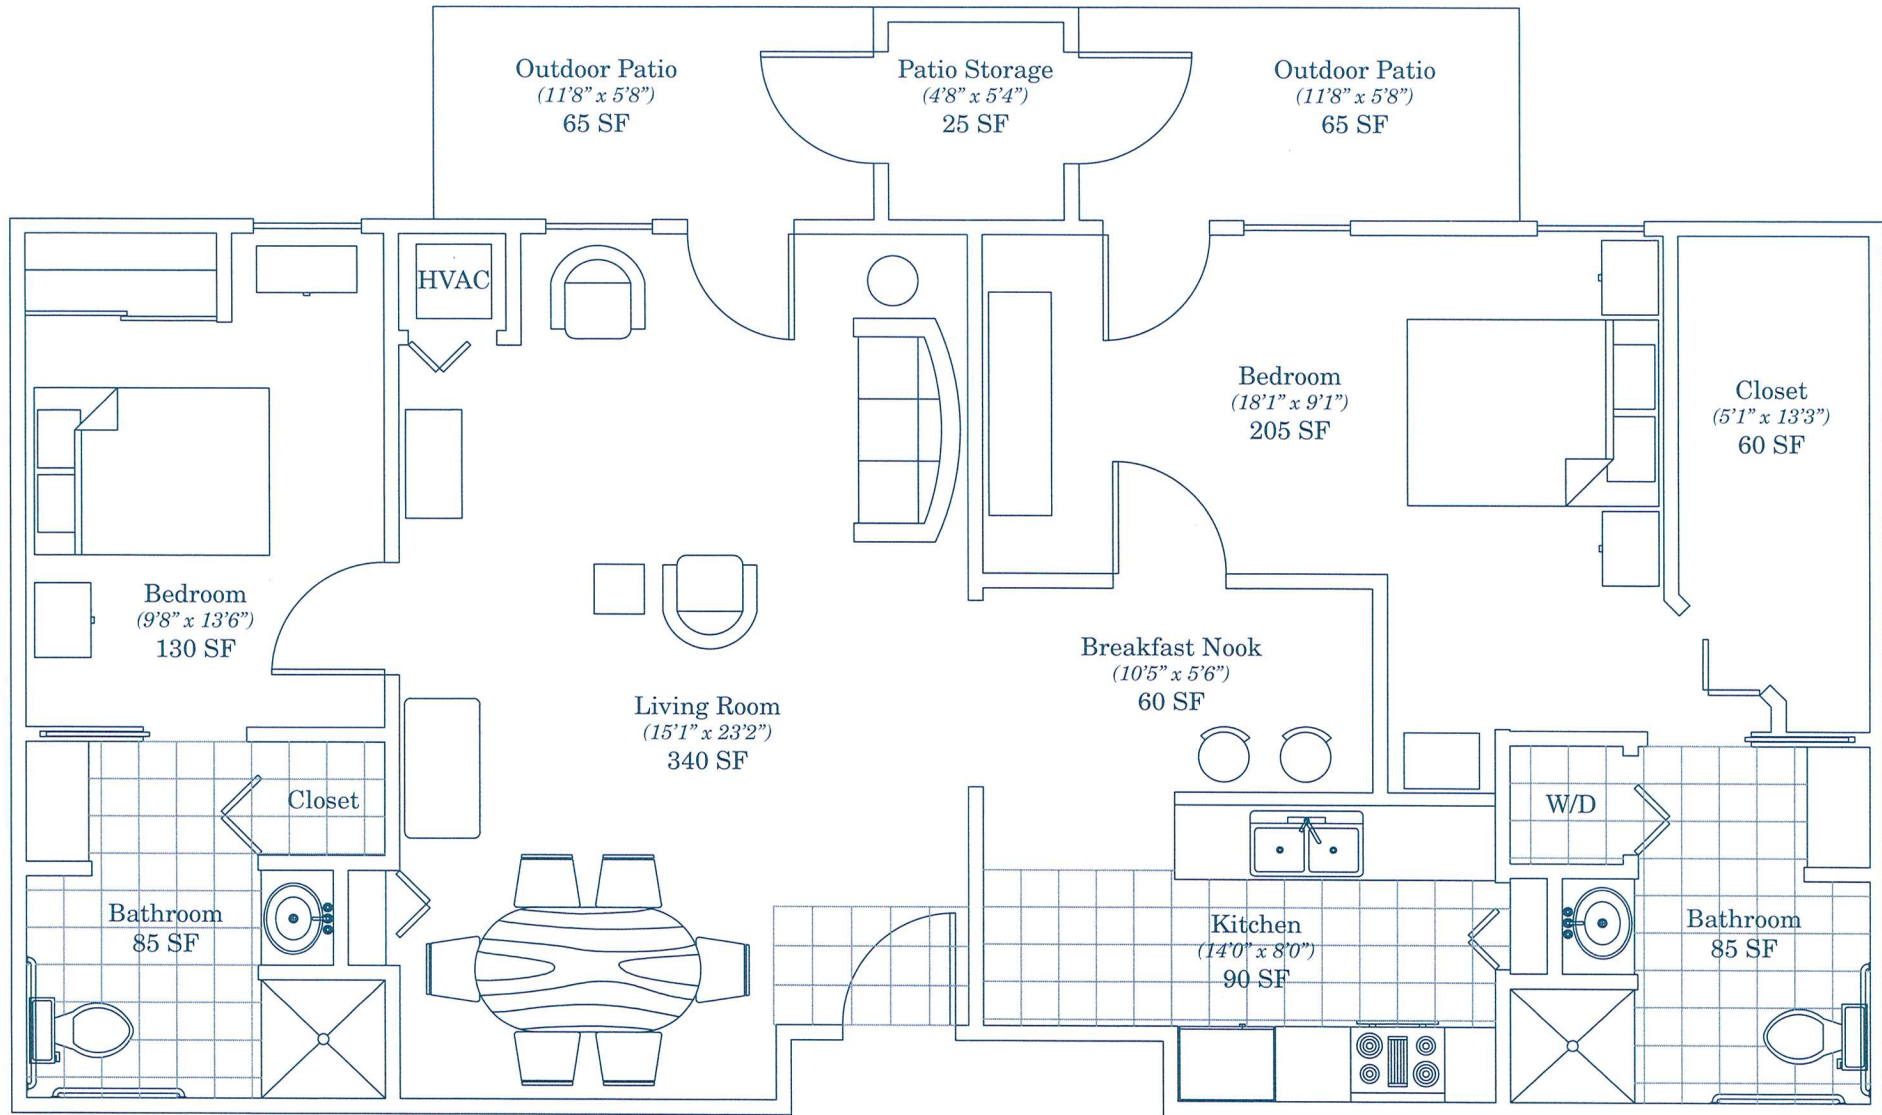 Outdoor Patio
(11'8" x 5'8")
65 SF
Patio Storage
(4'8" x 5'4")
25 SF
Outdoor Patio
(11'8" x 5'8")
65 SF
HVAC
Bedroom
(18'1" x 9'1")
205 SF
Closet
(5'1" x 13'3")
60 SF
Bedroom
(9'8" x 13'6")
130 SF
Living Room
(15'1" x 23'2")
340 SF
Breakfast Nook
(10'5" x 5'6")
60 SF
Closet
W/D
Bathroom
85 SF
Kitchen
(14'0" x 8'0")
90 SF
Bathroom
85 SF